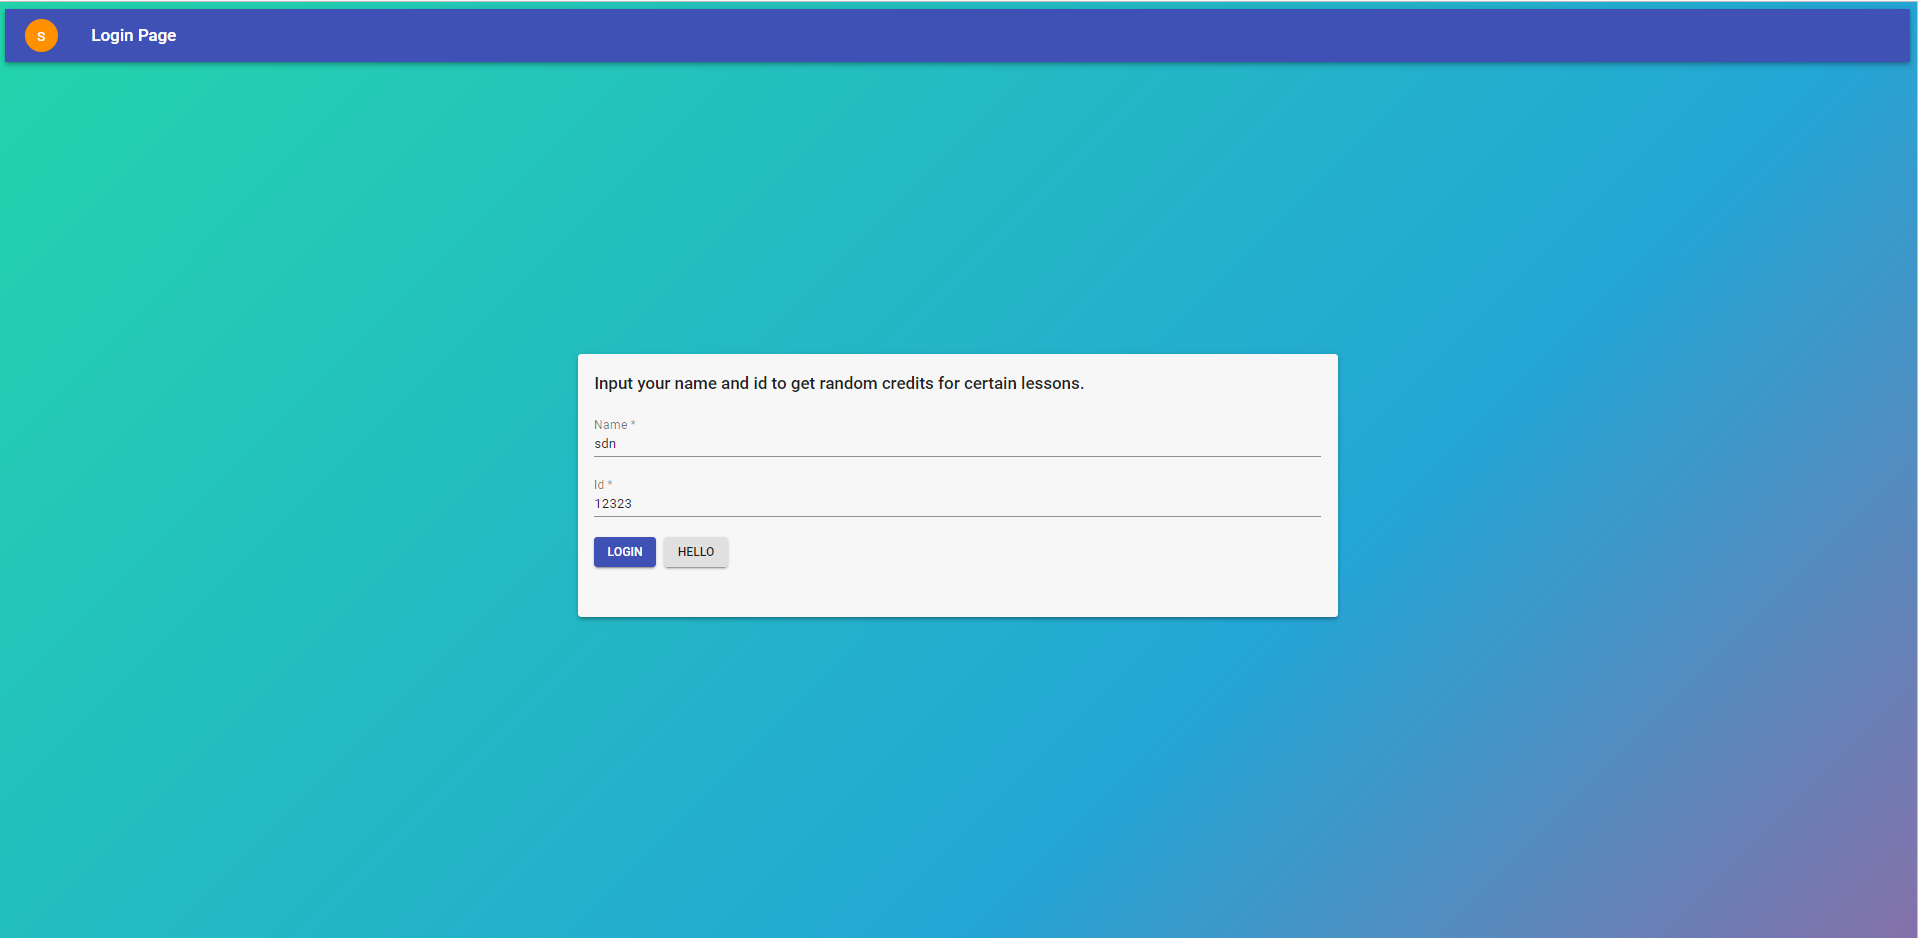 s
Login Page
Input your name and id to get random credits for certain lessons.
Name *
sdn
Id *
12323
LOGIN HELLO